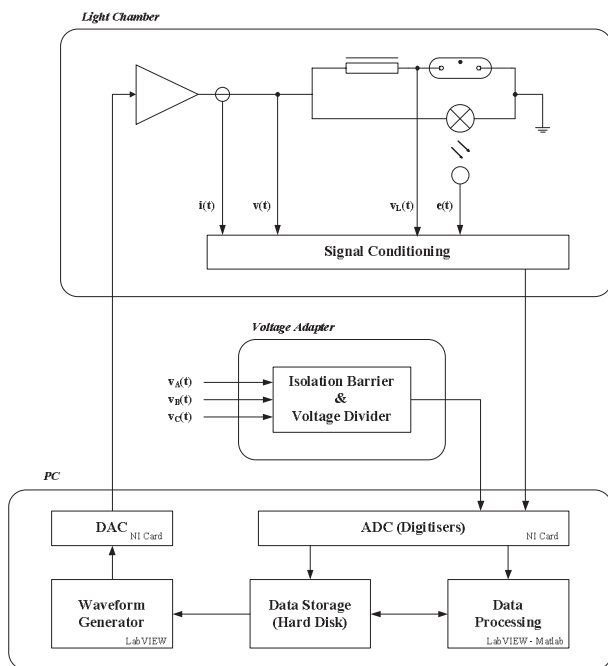 Light Chamber
i(t)
v(t)
v_L(t)
e(t)
Signal Conditioning
Voltage Adapter
v_A(t)
v_B(t)
v_C(t)
Isolation Barrier
&
Voltage Divider
PC
DAC
NI Card
ADC (Digitisers)
NI Card
Waveform
Generator
LabVIEW
Data Storage
(Hard Disk)
Data
Processing
LabVIEW - Matlab